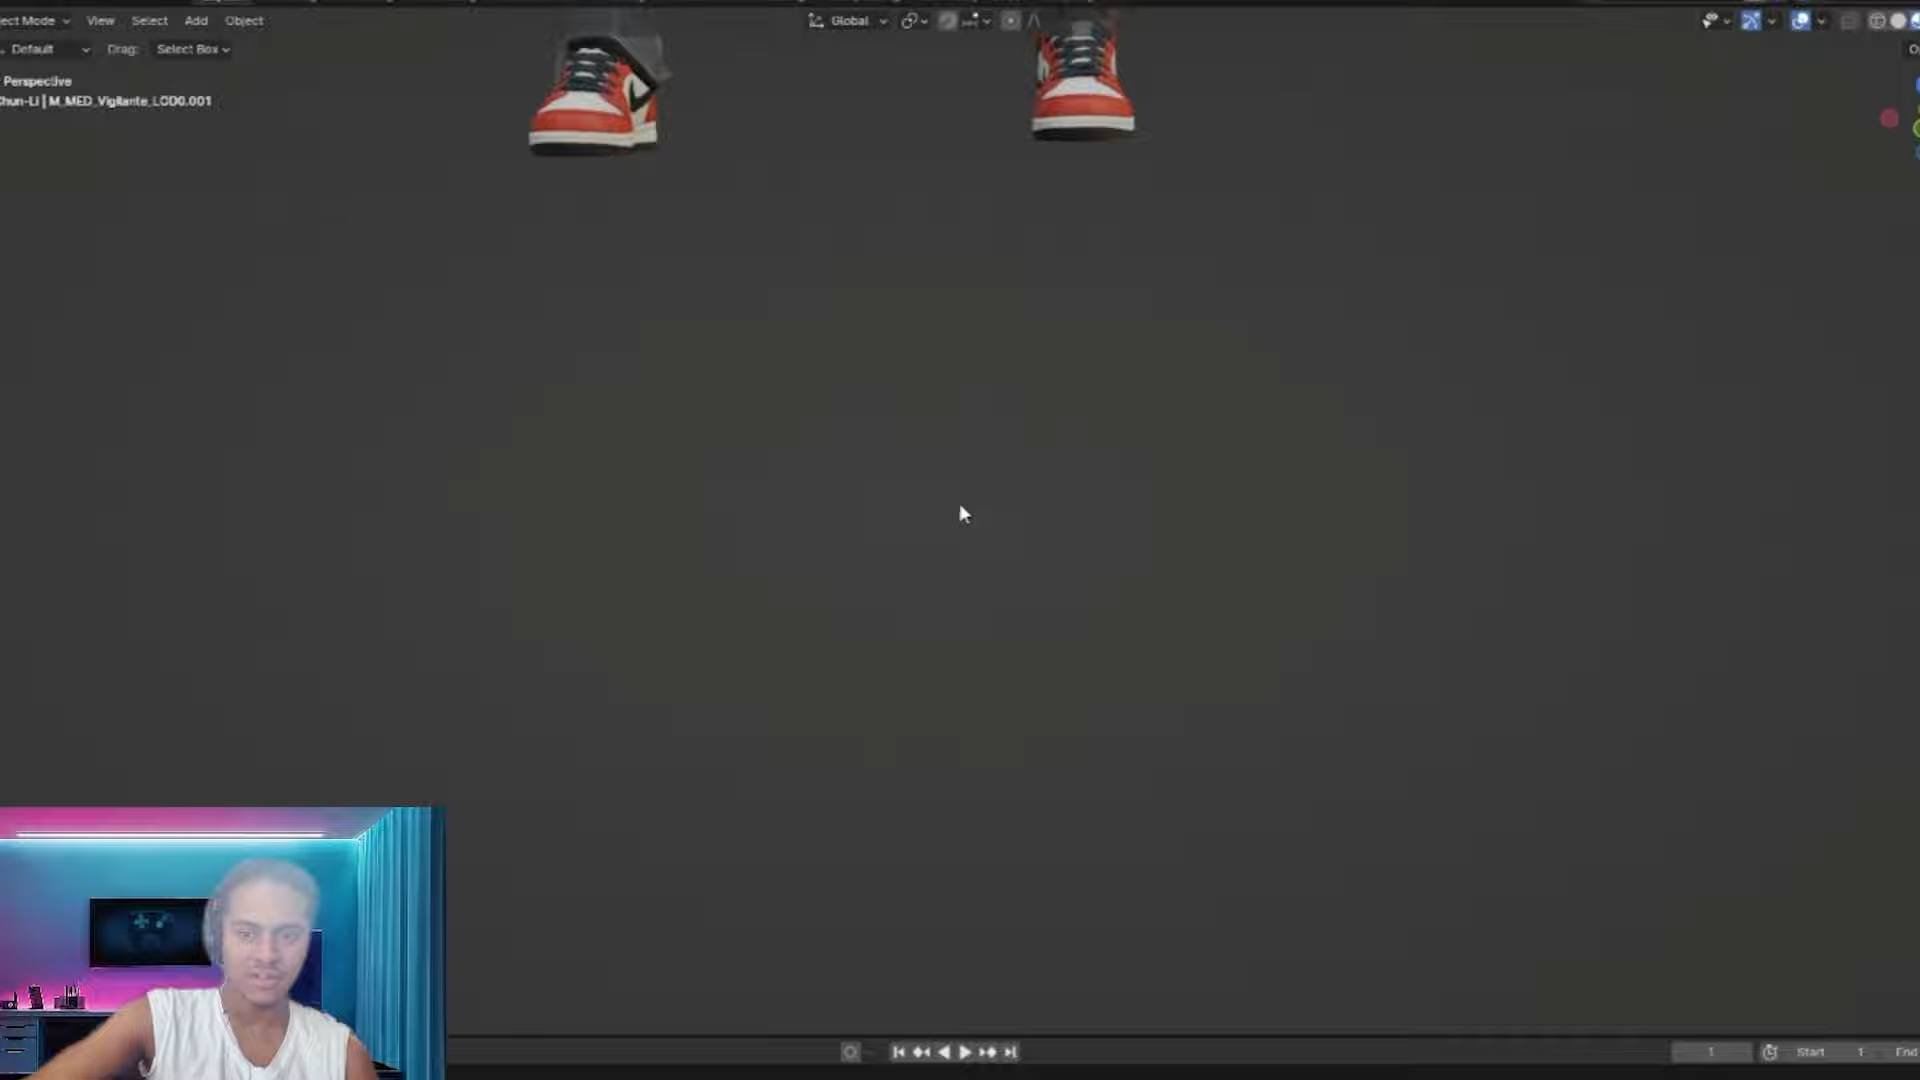 ect Mode View Select Add Object Global
Default Drag: Select Box
Perspective
Chun-Li | M_MED_Vigilante_LOD0.001
1 Start 1 End